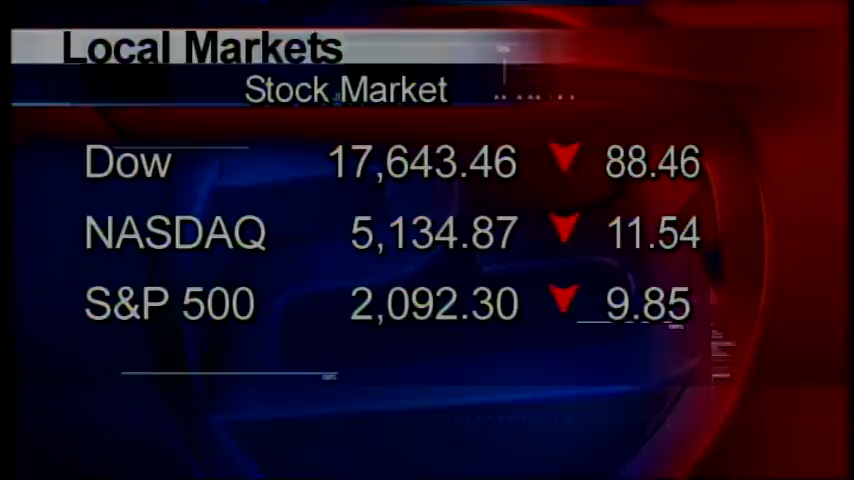 Local Markets
Stock Market
Dow 17,643.46 ▼ 88.46
NASDAQ 5,134.87 ▼ 11.54
S&P 500 2,092.30 ▼ 9.85